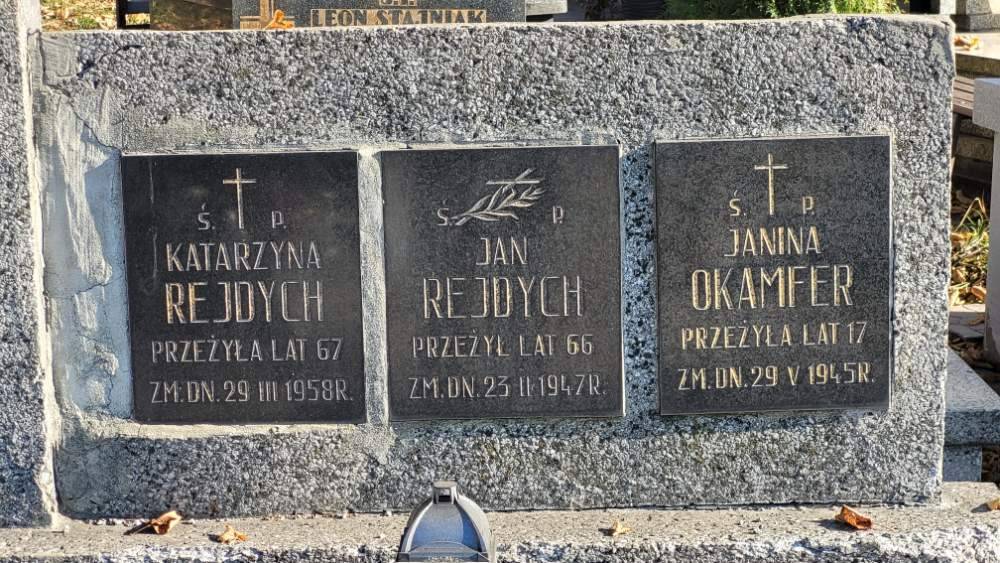 LEON STAJNIAK
Ś. P.
KATARZYNA
REJDYCH
PRZEŻYŁA LAT 67
ZM. DN. 29 III 1958 R.
Ś. P.
JAN
REJDYCH
PRZEŻYŁ LAT 66
ZM. DN. 23 II 1947 R.
Ś. P.
JANINA
OKAMFER
PRZEŻYŁA LAT 17
ZM. DN. 29 V 1945 R.